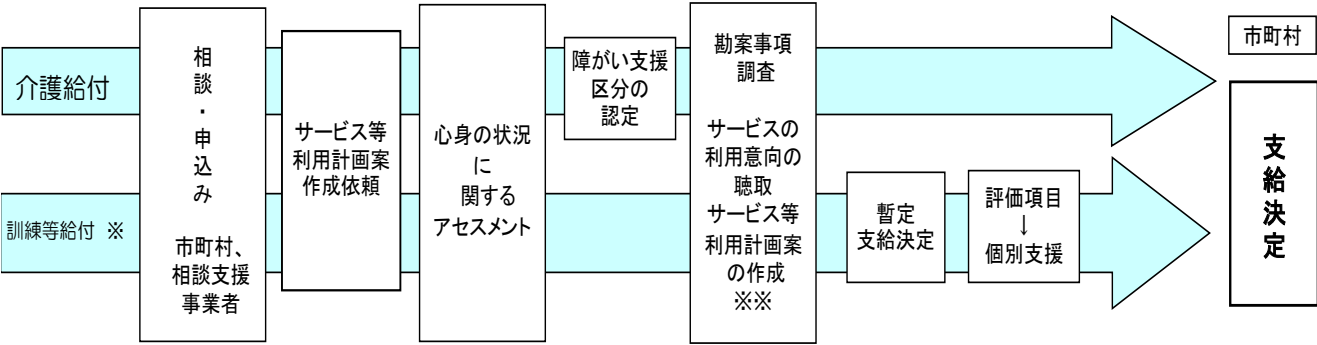 介護給付
訓練等給付 ※
相談・申込み
市町村、
相談支援
事業者
サービス等
利用計画案
作成依頼
心身の状況
に
関する
アセスメント
障がい支援
区分の
認定
勘案事項
調査
サービスの
利用意向の
聴取
サービス等
利用計画案
の作成
※※
暫定
支給決定
評価項目
↓
個別支援
市町村
支給決定